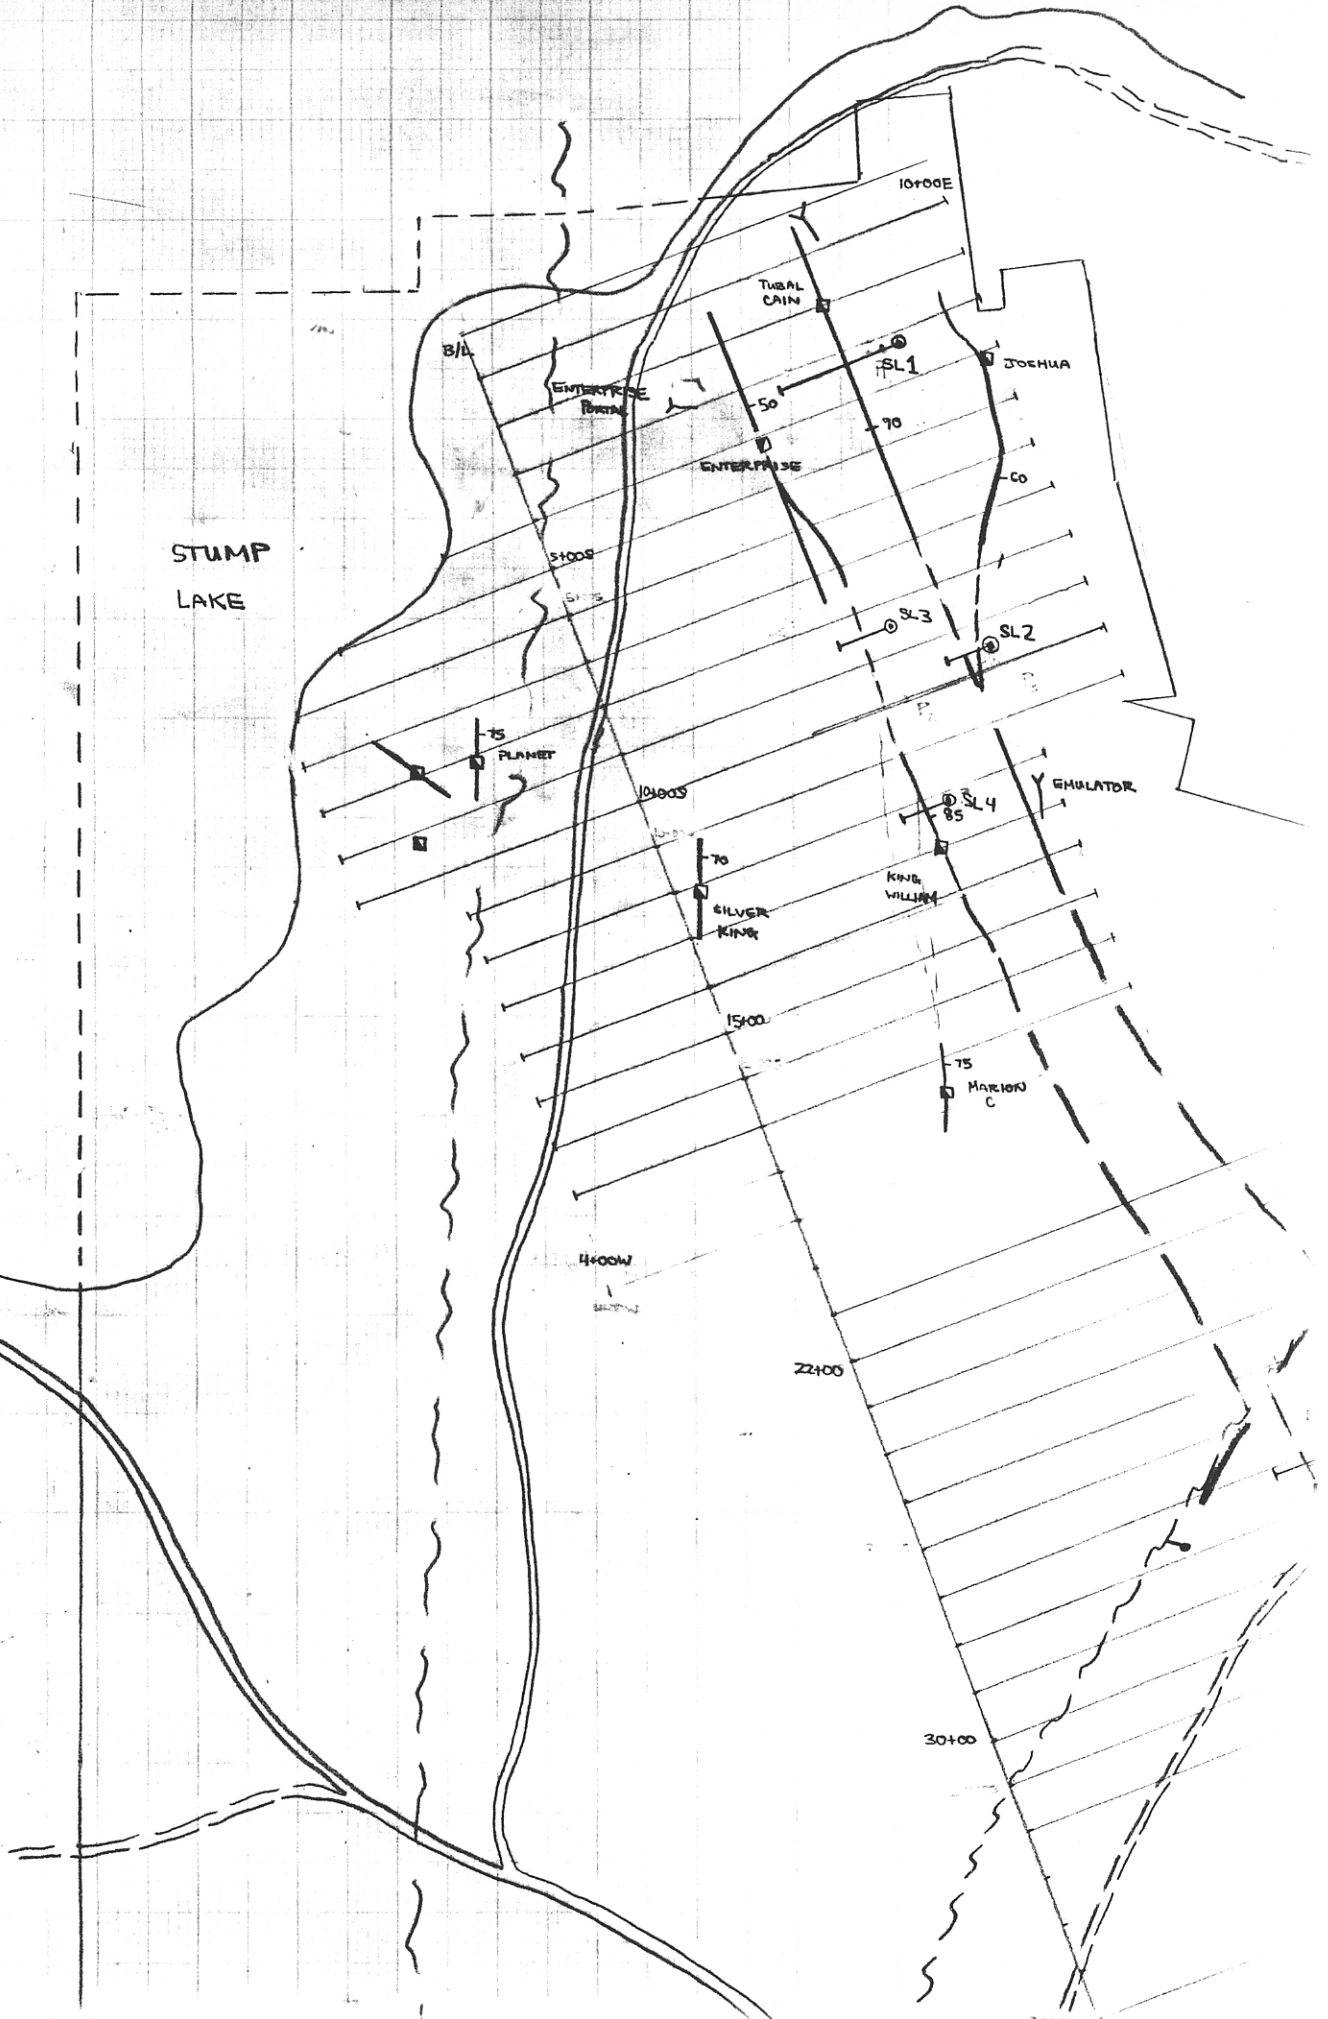 10+00E
TUBAL
CAIN
B/L
SL1
JOSHUA
ENTERPRISE
PORTAL
50
90
ENTERPRISE
60
STUMP
LAKE
5+00S
SL3
SL2
75
PLANET
10+00S
EMULATOR
SL4
85
70
KING
WILLIAM
SILVER
KING
15+00
75
MARION
C
4+00W
22+00
30+00